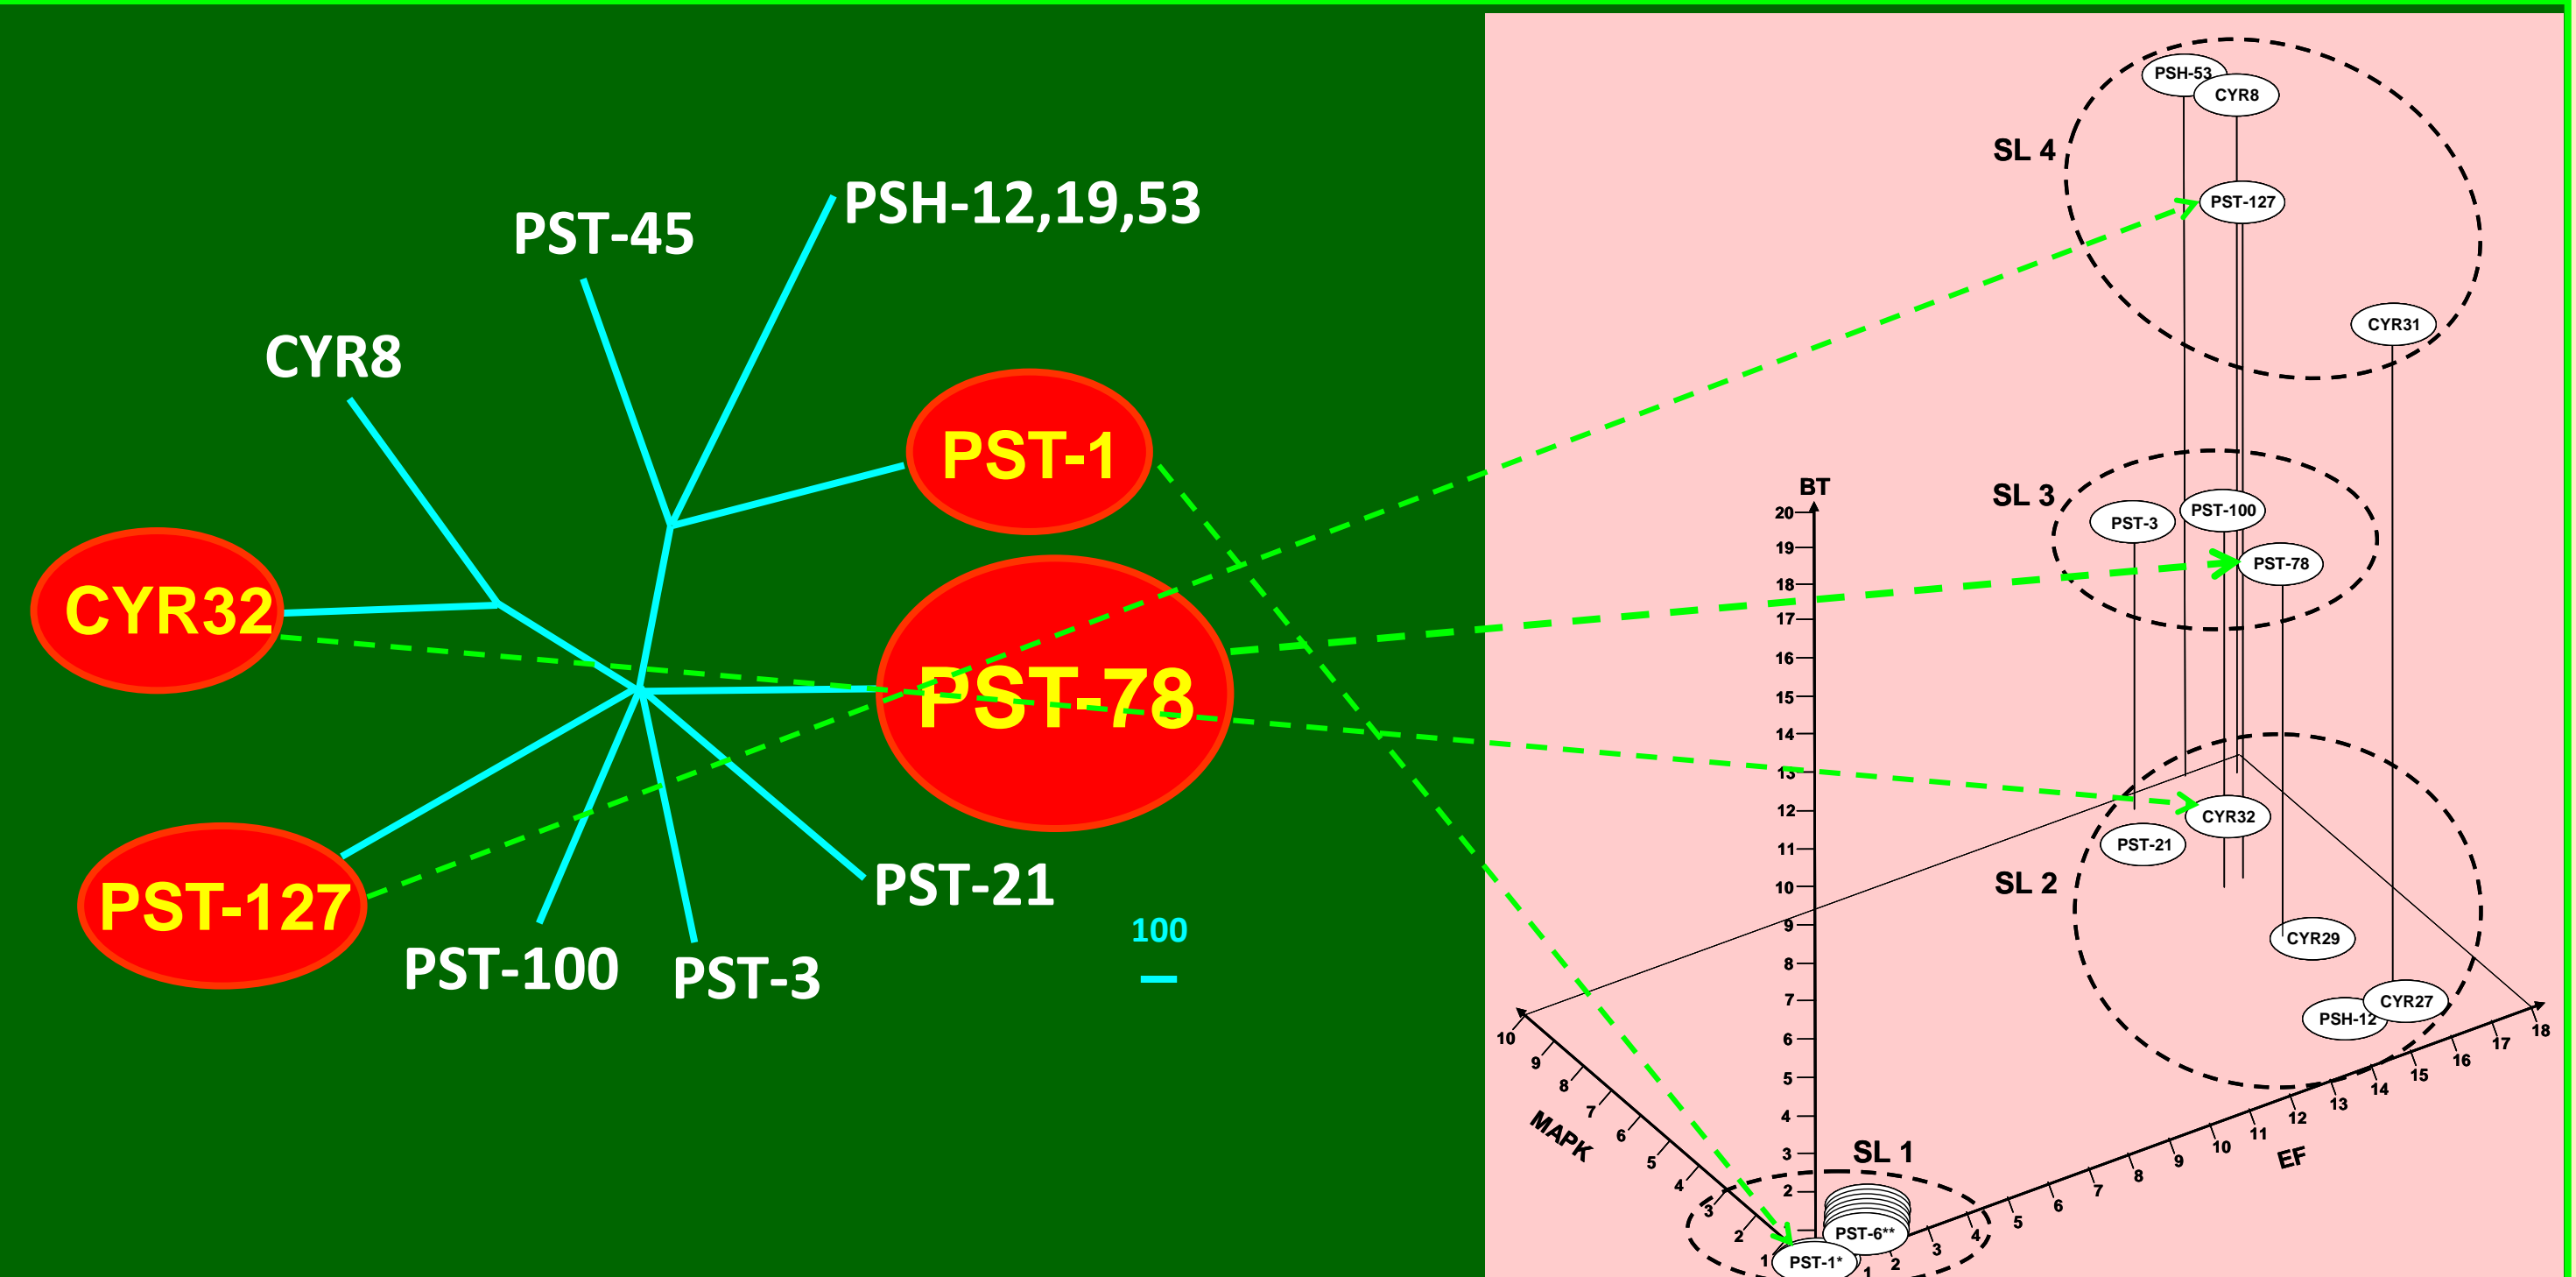 PST-45
PSH-12,19,53
CYR8
PST-1
CYR32
PST-78
PST-127
PST-21
PST-100
PST-3
100
PSH-53
CYR8
SL 4
PST-127
CYR31
BT
SL 3
PST-3
PST-100
PST-78
20
19
18
17
16
15
14
13
12
11
10
9
8
7
6
5
4
3
2
CYR32
PST-21
SL 2
CYR29
CYR27
PSH-12
10
9
8
7
6
5
4
3
2
1
MAPK
SL 1
PST-6**
PST-1*
1
2
3
4
5
6
7
8
9
10
11
12
13
14
15
16
17
18
EF